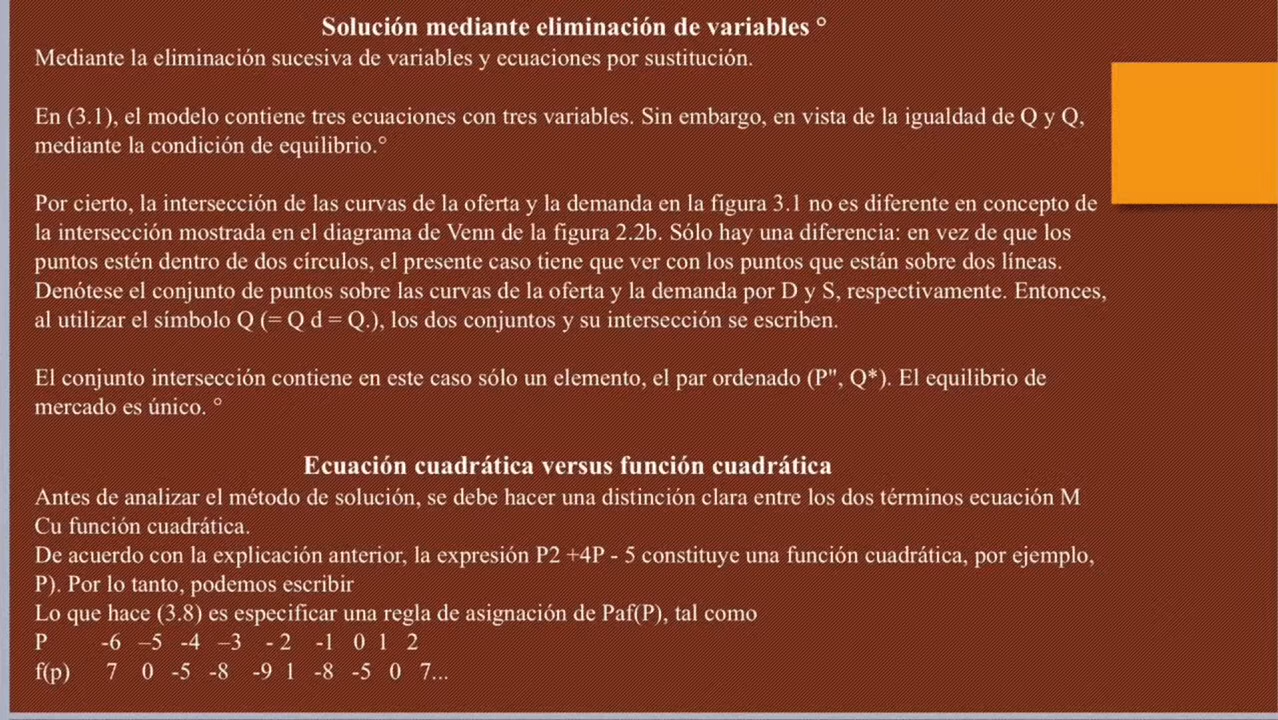 Solución mediante eliminación de variables °
Mediante la eliminación sucesiva de variables y ecuaciones por sustitución.
En (3.1), el modelo contiene tres ecuaciones con tres variables. Sin embargo, en vista de la igualdad de Q y Q,
mediante la condición de equilibrio.°
Por cierto, la intersección de las curvas de la oferta y la demanda en la figura 3.1 no es diferente en concepto de
la intersección mostrada en el diagrama de Venn de la figura 2.2b. Sólo hay una diferencia: en vez de que los
puntos estén dentro de dos círculos, el presente caso tiene que ver con los puntos que están sobre dos líneas.
Denótese el conjunto de puntos sobre las curvas de la oferta y la demanda por D y S, respectivamente. Entonces,
al utilizar el símbolo Q (= Q d = Q.), los dos conjuntos y su intersección se escriben.
El conjunto intersección contiene en este caso sólo un elemento, el par ordenado (P", Q*). El equilibrio de
mercado es único. °
Ecuación cuadrática versus función cuadrática
Antes de analizar el método de solución, se debe hacer una distinción clara entre los dos términos ecuación M
Cu función cuadrática.
De acuerdo con la explicación anterior, la expresión P2 +4P - 5 constituye una función cuadrática, por ejemplo,
P). Por lo tanto, podemos escribir
Lo que hace (3.8) es especificar una regla de asignación de Paf(P), tal como
P -6 –5 -4 –3 - 2 -1 0 1 2
f(p) 7 0 -5 -8 -9 1 -8 -5 0 7...